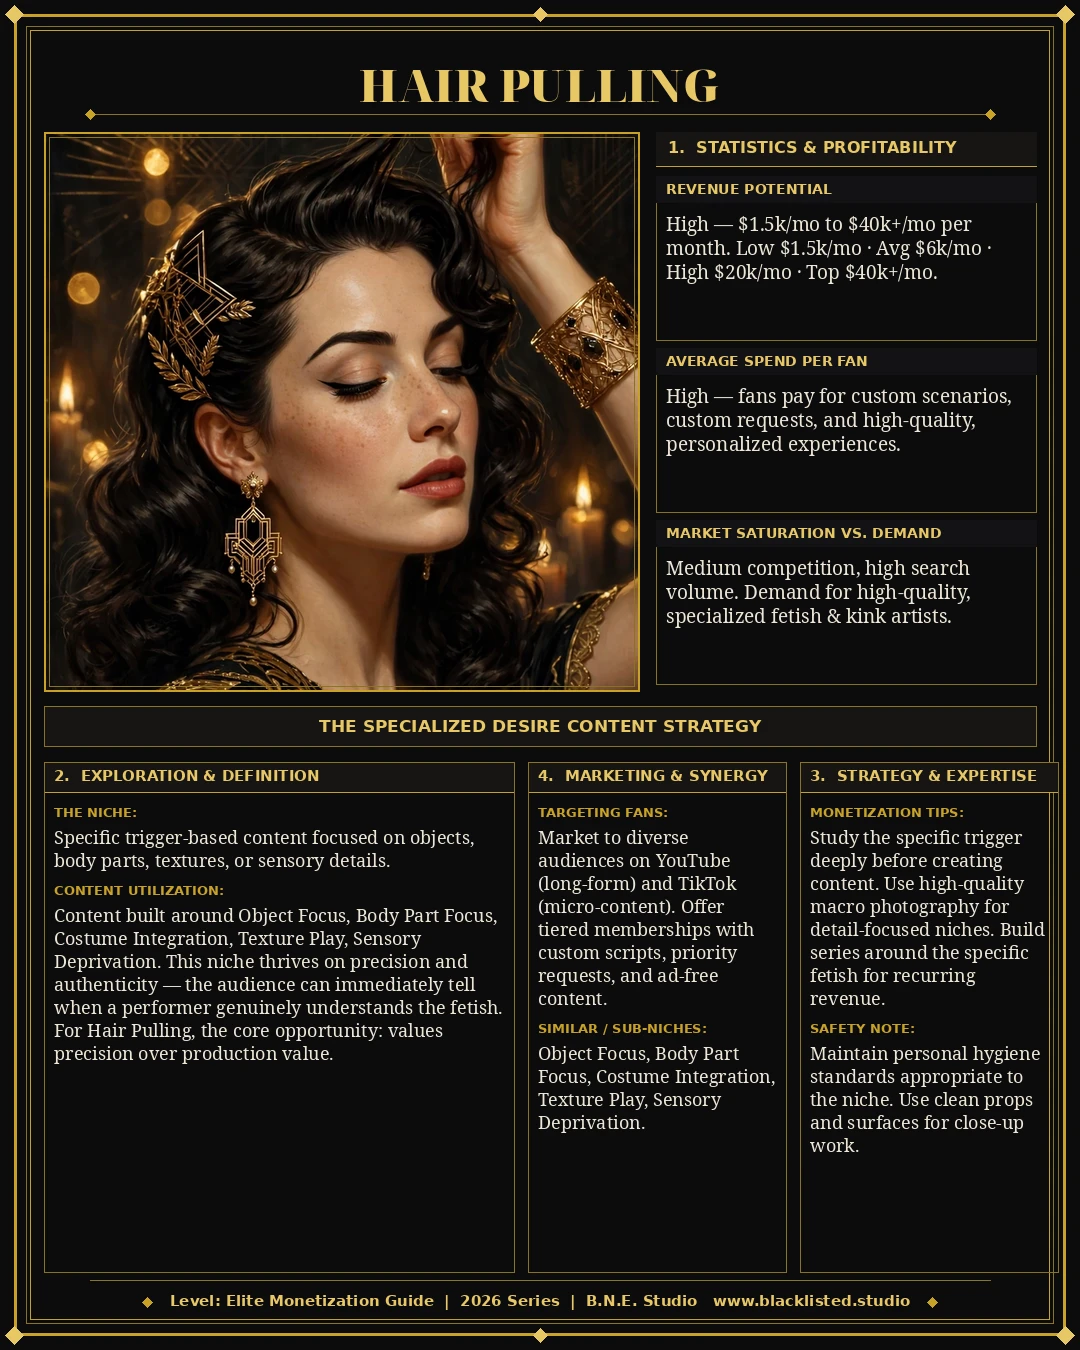 HAIR PULLING
1. STATISTICS & PROFITABILITY
REVENUE POTENTIAL
High — $1.5k/mo to $40k+/mo per
month. Low $1.5k/mo · Avg $6k/mo ·
High $20k/mo · Top $40k+/mo.
AVERAGE SPEND PER FAN
High — fans pay for custom scenarios,
custom requests, and high-quality,
personalized experiences.
MARKET SATURATION VS. DEMAND
Medium competition, high search
volume. Demand for high-quality,
specialized fetish & kink artists.
THE SPECIALIZED DESIRE CONTENT STRATEGY
2. EXPLORATION & DEFINITION
THE NICHE:
Specific trigger-based content focused on objects,
body parts, textures, or sensory details.
CONTENT UTILIZATION:
Content built around Object Focus, Body Part Focus,
Costume Integration, Texture Play, Sensory
Deprivation. This niche thrives on precision and
authenticity — the audience can immediately tell
when a performer genuinely understands the fetish.
For Hair Pulling, the core opportunity: values
precision over production value.
4. MARKETING & SYNERGY
TARGETING FANS:
Market to diverse
audiences on YouTube
(long-form) and TikTok
(micro-content). Offer
tiered memberships with
custom scripts, priority
requests, and ad-free
content.
SIMILAR / SUB-NICHES:
Object Focus, Body Part
Focus, Costume Integration,
Texture Play, Sensory
Deprivation.
3. STRATEGY & EXPERTISE
MONETIZATION TIPS:
Study the specific trigger
deeply before creating
content. Use high-quality
macro photography for
detail-focused niches. Build
series around the specific
fetish for recurring
revenue.
SAFETY NOTE:
Maintain personal hygiene
standards appropriate to
the niche. Use clean props
and surfaces for close-up
work.
Level: Elite Monetization Guide | 2026 Series | B.N.E. Studio www.blacklisted.studio